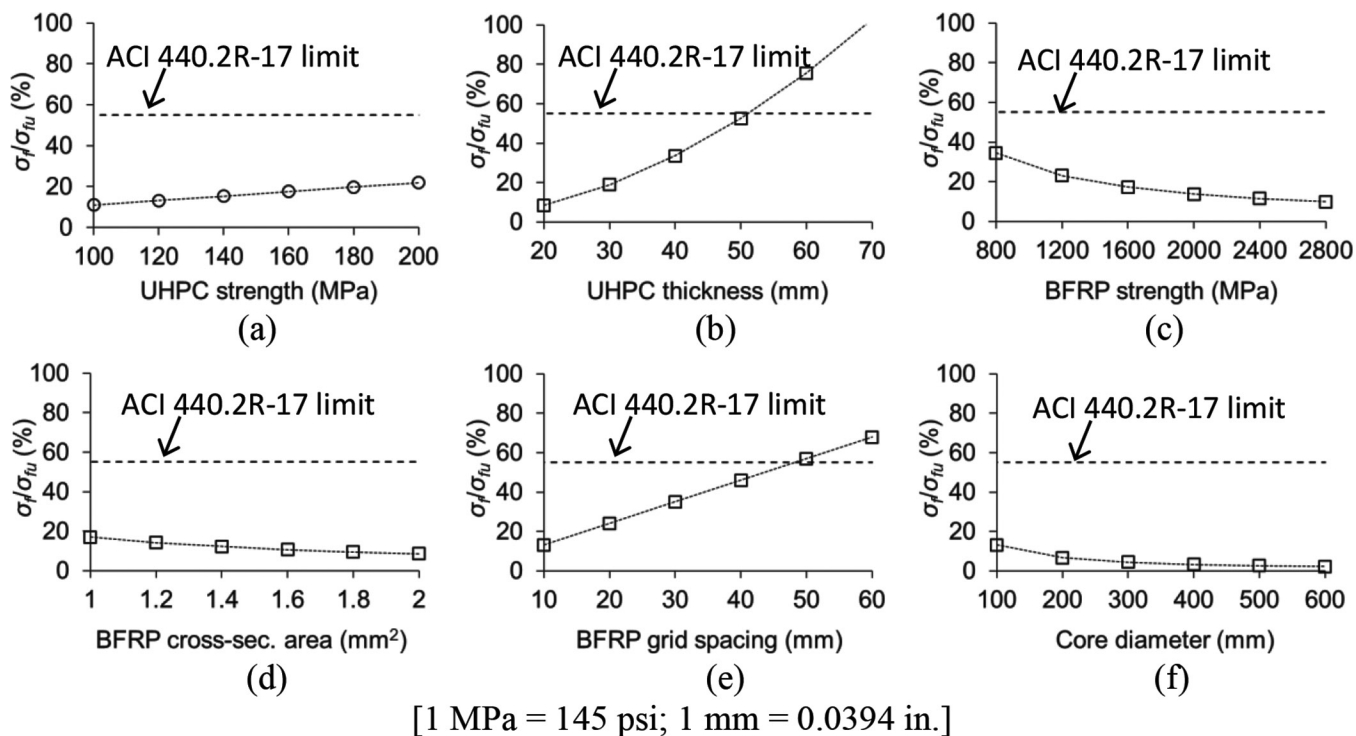 100
80
60
40
20
0
σf/σfu (%)
ACI 440.2R-17 limit
100 120 140 160 180 200
UHPC strength (MPa)
(a)
100
80
60
40
20
0
σf/σfu (%)
ACI 440.2R-17 limit
20 30 40 50 60 70
UHPC thickness (mm)
(b)
100
80
60
40
20
0
σf/σfu (%)
ACI 440.2R-17 limit
800 1200 1600 2000 2400 2800
BFRP strength (MPa)
(c)
100
80
60
40
20
0
σf/σfu (%)
ACI 440.2R-17 limit
1 1.2 1.4 1.6 1.8 2
BFRP cross-sec. area (mm²)
(d)
100
80
60
40
20
0
σf/σfu (%)
ACI 440.2R-17 limit
10 20 30 40 50 60
BFRP grid spacing (mm)
(e)
100
80
60
40
20
0
σf/σfu (%)
ACI 440.2R-17 limit
100 200 300 400 500 600
Core diameter (mm)
(f)
[1 MPa = 145 psi; 1 mm = 0.0394 in.]